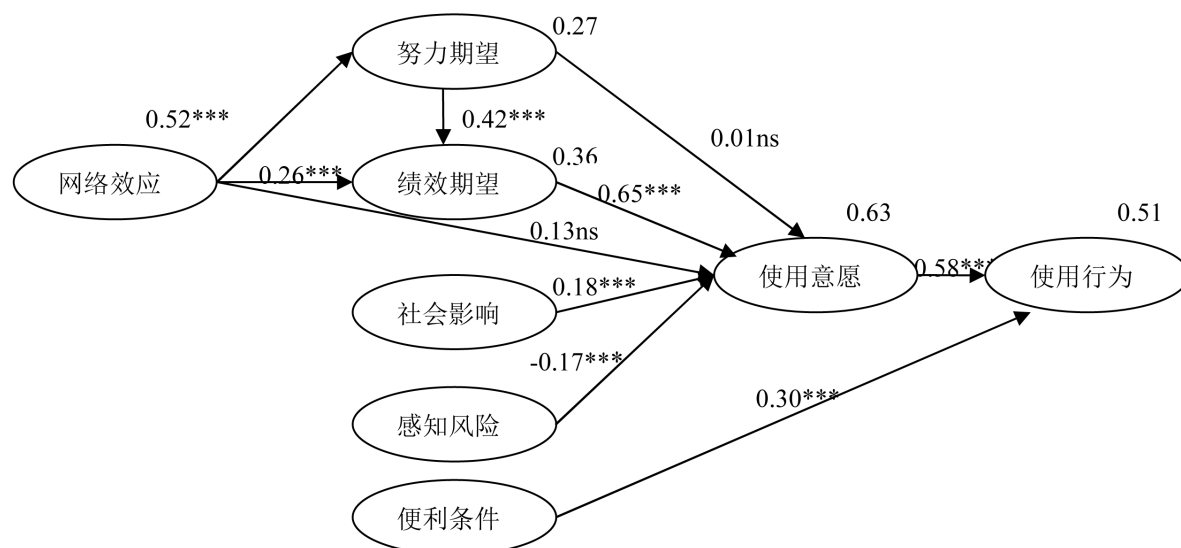 0.27
努力期望
0.52***
0.42***
0.01ns
网络效应
0.26***
0.36
绩效期望
0.65***
0.13ns
0.63
0.51
使用意愿
0.58***
使用行为
0.18***
社会影响
-0.17***
感知风险
0.30***
便利条件